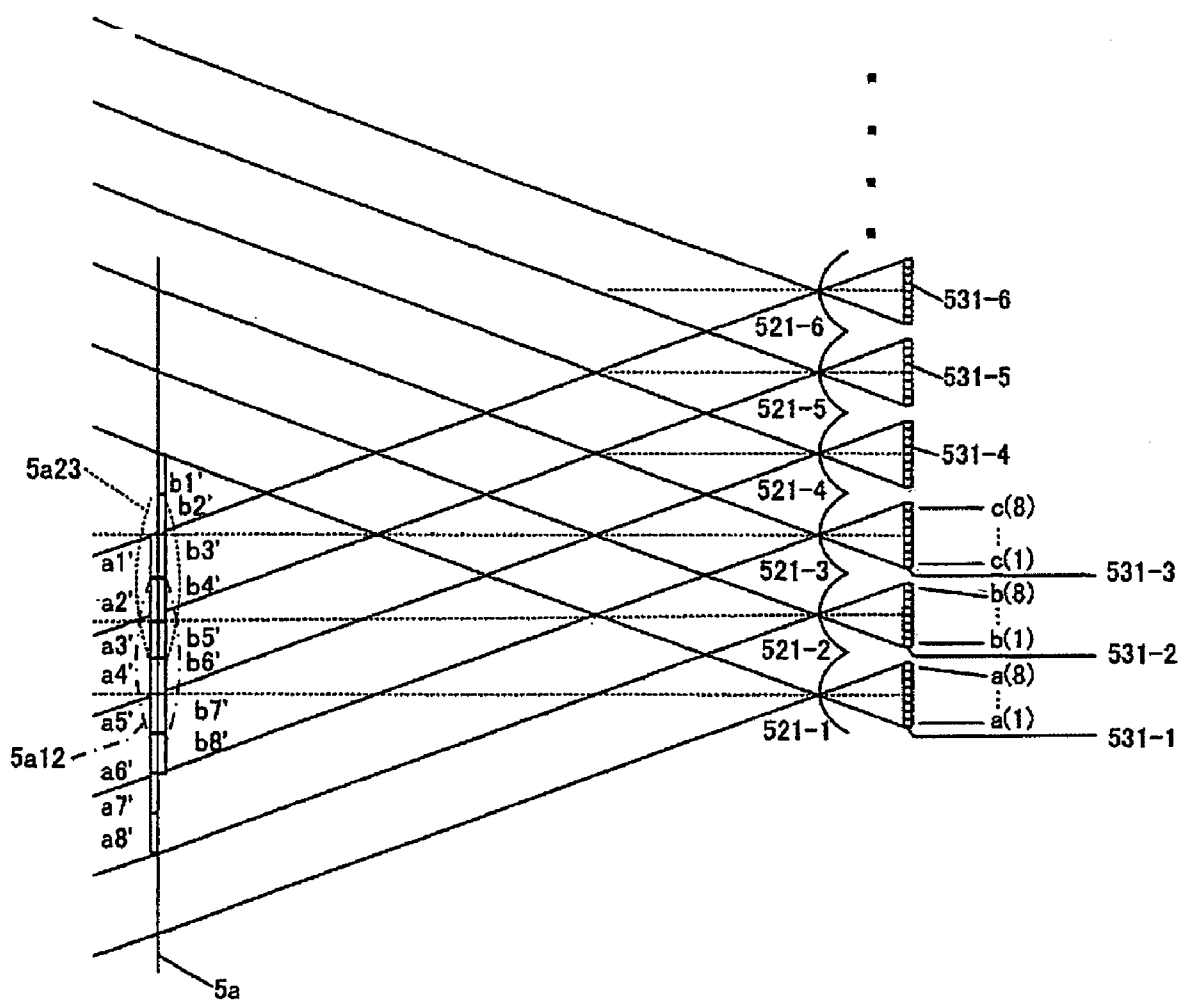 531-6
521-6
531-5
521-5
531-4
5a23
b1'
b2'
521-4
c(8)
a1'
b3'
521-3
c(1)
531-3
a2'
b4'
b(8)
a3'
b5'
b(1)
a4'
b6'
521-2
531-2
a(8)
a5'
b7'
521-1
a(1)
5a12
b8'
531-1
a6'
a7'
a8'
5a